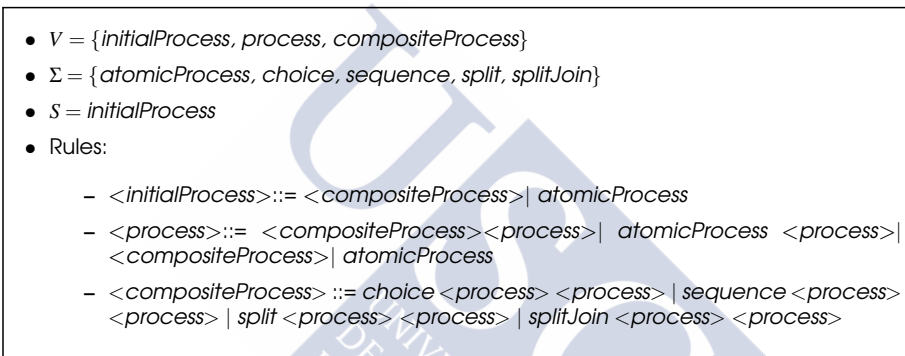 • V = {initialProcess, process, compositeProcess}
• Σ = {atomicProcess, choice, sequence, split, splitJoin}
• S = initialProcess
• Rules:
– <initialProcess>::= <compositeProcess>| atomicProcess
– <process>::= <compositeProcess><process>| atomicProcess <process>|
<compositeProcess>| atomicProcess
– <compositeProcess> ::= choice <process> <process> | sequence <process>
<process> | split <process> <process> | splitJoin <process> <process>